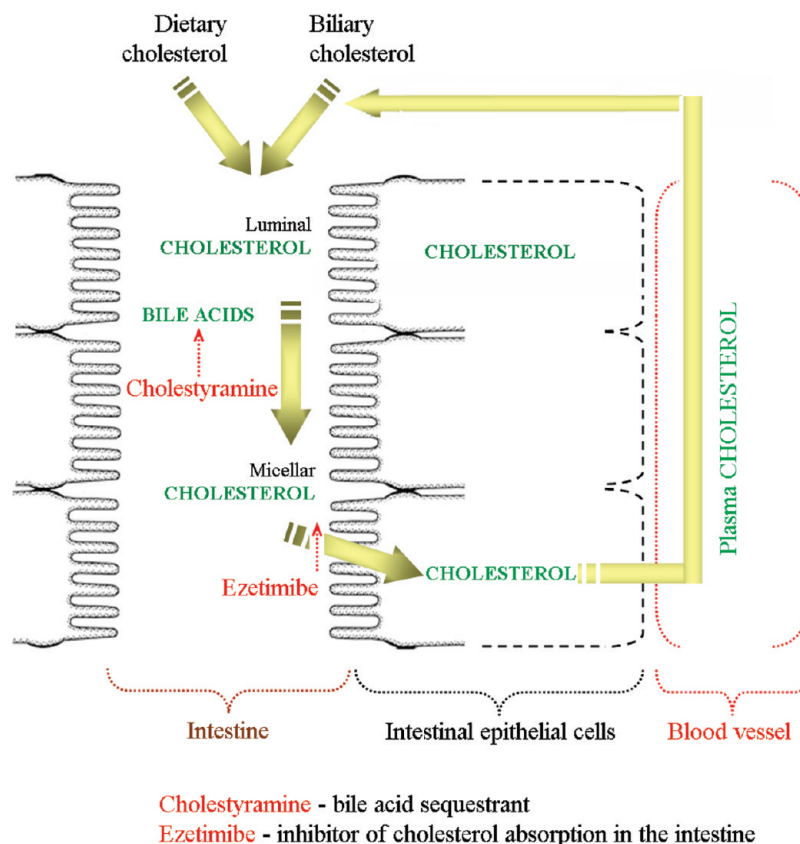 Dietary
cholesterol
Biliary
cholesterol
Luminal
CHOLESTEROL
CHOLESTEROL
BILE ACIDS
Cholestyramine
Micellar
CHOLESTEROL
Ezetimibe
CHOLESTEROL
Plasma CHOLESTEROL
Intestine
Intestinal epithelial cells
Blood vessel
Cholestyramine - bile acid sequestrant
Ezetimibe - inhibitor of cholesterol absorption in the intestine